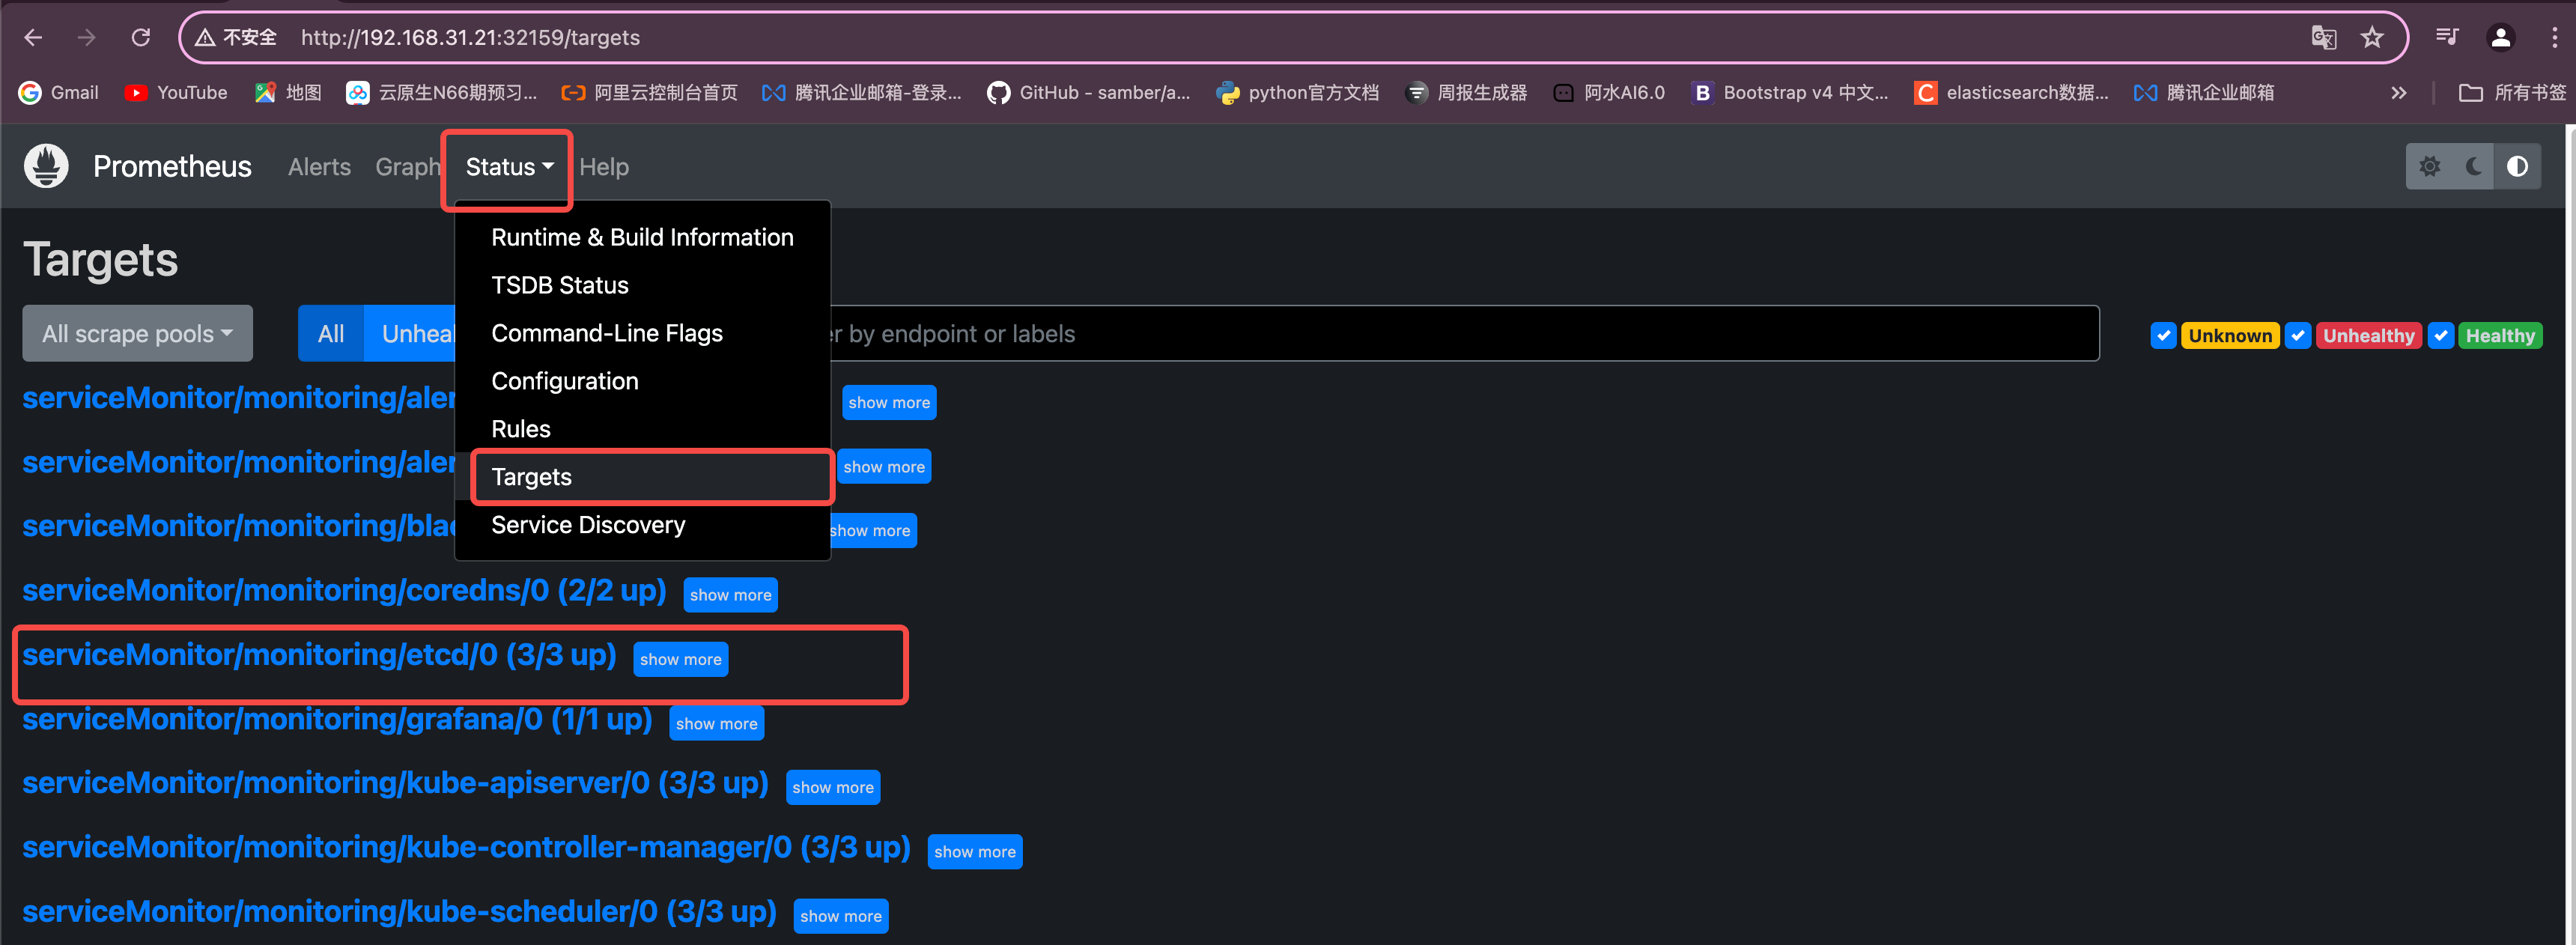 不安全 http://192.168.31.21:32159/targets
Gmail YouTube 地图 云原生N66期预习... 阿里云控制台首页 腾讯企业邮箱-登录... GitHub - samber/a... python官方文档 周报生成器 阿水AI6.0 Bootstrap v4 中文... elasticsearch数据... 腾讯企业邮箱 所有书签
Prometheus Alerts Graph Status Help
Runtime & Build Information
TSDB Status
Command-Line Flags
Configuration
Rules
Targets
Service Discovery
Targets
All scrape pools All Unheal r by endpoint or labels Unknown Unhealthy Healthy
serviceMonitor/monitoring/aler show more
serviceMonitor/monitoring/aler show more
serviceMonitor/monitoring/blac show more
serviceMonitor/monitoring/coredns/0 (2/2 up) show more
serviceMonitor/monitoring/etcd/0 (3/3 up) show more
serviceMonitor/monitoring/grafana/0 (1/1 up) show more
serviceMonitor/monitoring/kube-apiserver/0 (3/3 up) show more
serviceMonitor/monitoring/kube-controller-manager/0 (3/3 up) show more
serviceMonitor/monitoring/kube-scheduler/0 (3/3 up) show more